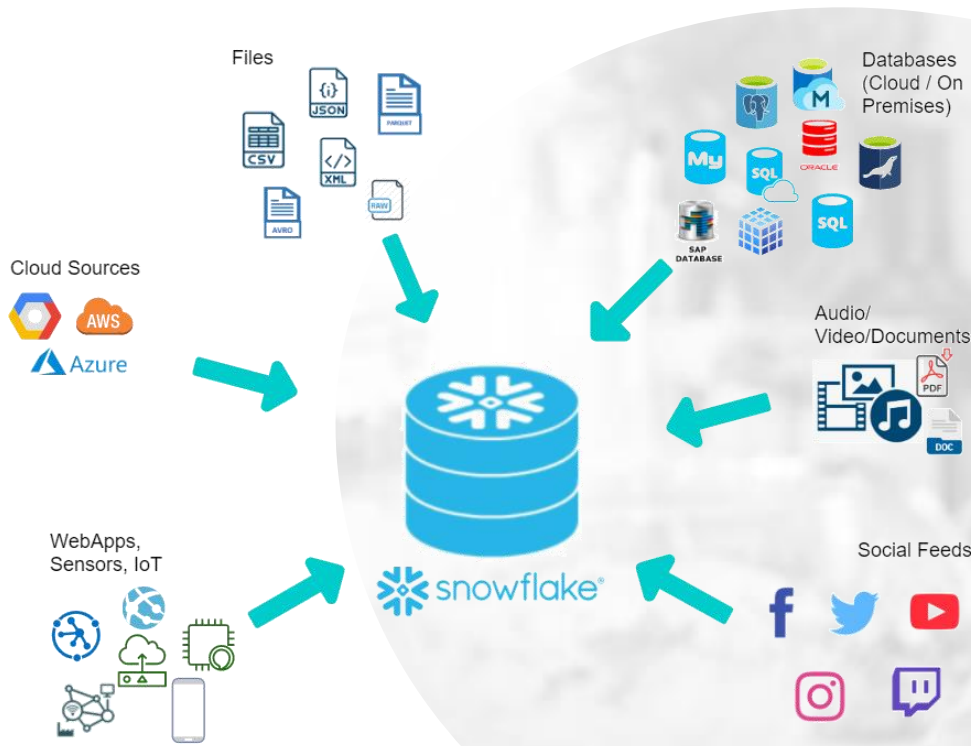 Files
{i}
JSON
PARQUET
CSV
</>
XML
AVRO
RAW
Databases
(Cloud / On
Premises)
M
My
SQL
ORACLE
SQL
SAP
DATABASE
Cloud Sources
AWS
Azure
Audio/
Video/Documents
PDF
DOC
snowflake®
WebApps,
Sensors, IoT
Social Feeds
f